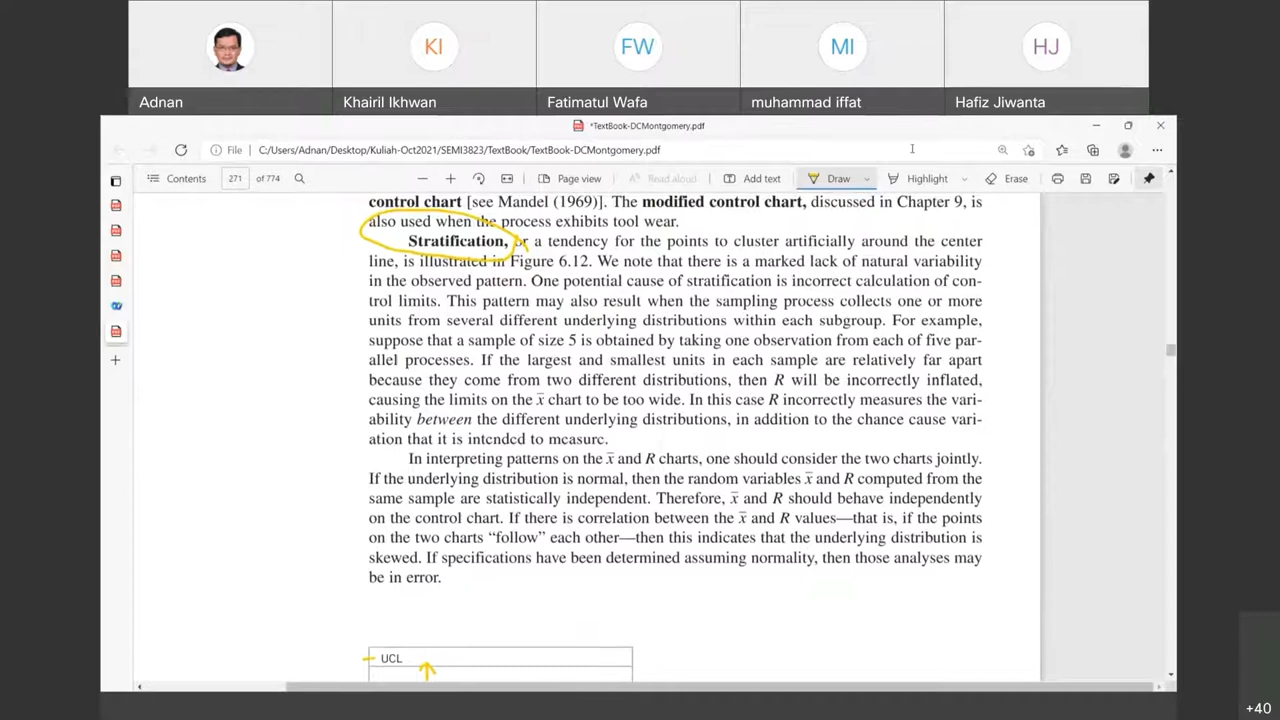 KI
FW
MI
HJ
Adnan
Khairil Ikhwan
Fatimatul Wafa
muhammad iffat
Hafiz Jiwanta
*TextBook-DCMontgomery.pdf
File C:/Users/Adnan/Desktop/Kuliah-Oct2021/SEMI3823/TextBook/TextBook-DCMontgomery.pdf
Contents 271 of 774 Page view Read aloud Add text Draw Highlight Erase
control chart [see Mandel (1969)]. The modified control chart, discussed in Chapter 9, is
also used when the process exhibits tool wear.
Stratification, or a tendency for the points to cluster artificially around the center
line, is illustrated in Figure 6.12. We note that there is a marked lack of natural variability
in the observed pattern. One potential cause of stratification is incorrect calculation of con-
trol limits. This pattern may also result when the sampling process collects one or more
units from several different underlying distributions within each subgroup. For example,
suppose that a sample of size 5 is obtained by taking one observation from each of five par-
allel processes. If the largest and smallest units in each sample are relatively far apart
because they come from two different distributions, then R will be incorrectly inflated,
causing the limits on the x̄ chart to be too wide. In this case R incorrectly measures the vari-
ability between the different underlying distributions, in addition to the chance cause vari-
ation that it is intended to measure.
In interpreting patterns on the x̄ and R charts, one should consider the two charts jointly.
If the underlying distribution is normal, then the random variables x̄ and R computed from the
same sample are statistically independent. Therefore, x̄ and R should behave independently
on the control chart. If there is correlation between the x̄ and R values—that is, if the points
on the two charts “follow” each other—then this indicates that the underlying distribution is
skewed. If specifications have been determined assuming normality, then those analyses may
be in error.
UCL
+40